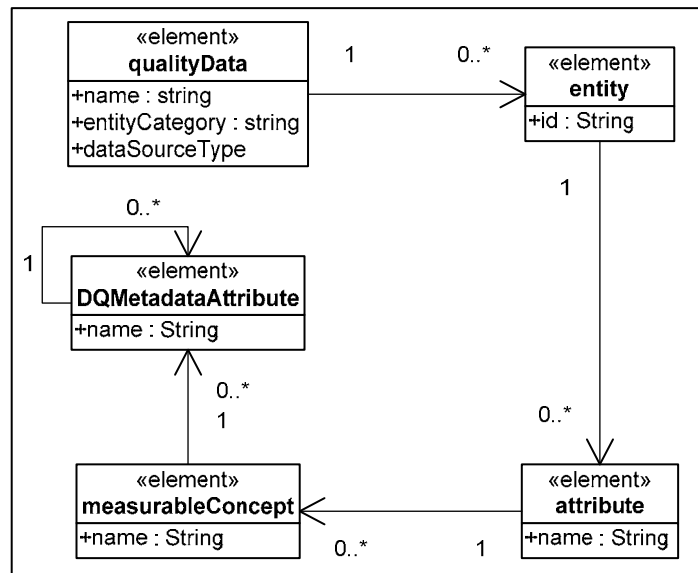 «element»
qualityData
+name : string
+entityCategory : string
+dataSourceType
1
0..*
«element»
entity
+id : String
1
0..*
0..*
1
«element»
DQMetadataAttribute
+name : String
0..*
1
«element»
measurableConcept
+name : String
0..*
1
«element»
attribute
+name : String